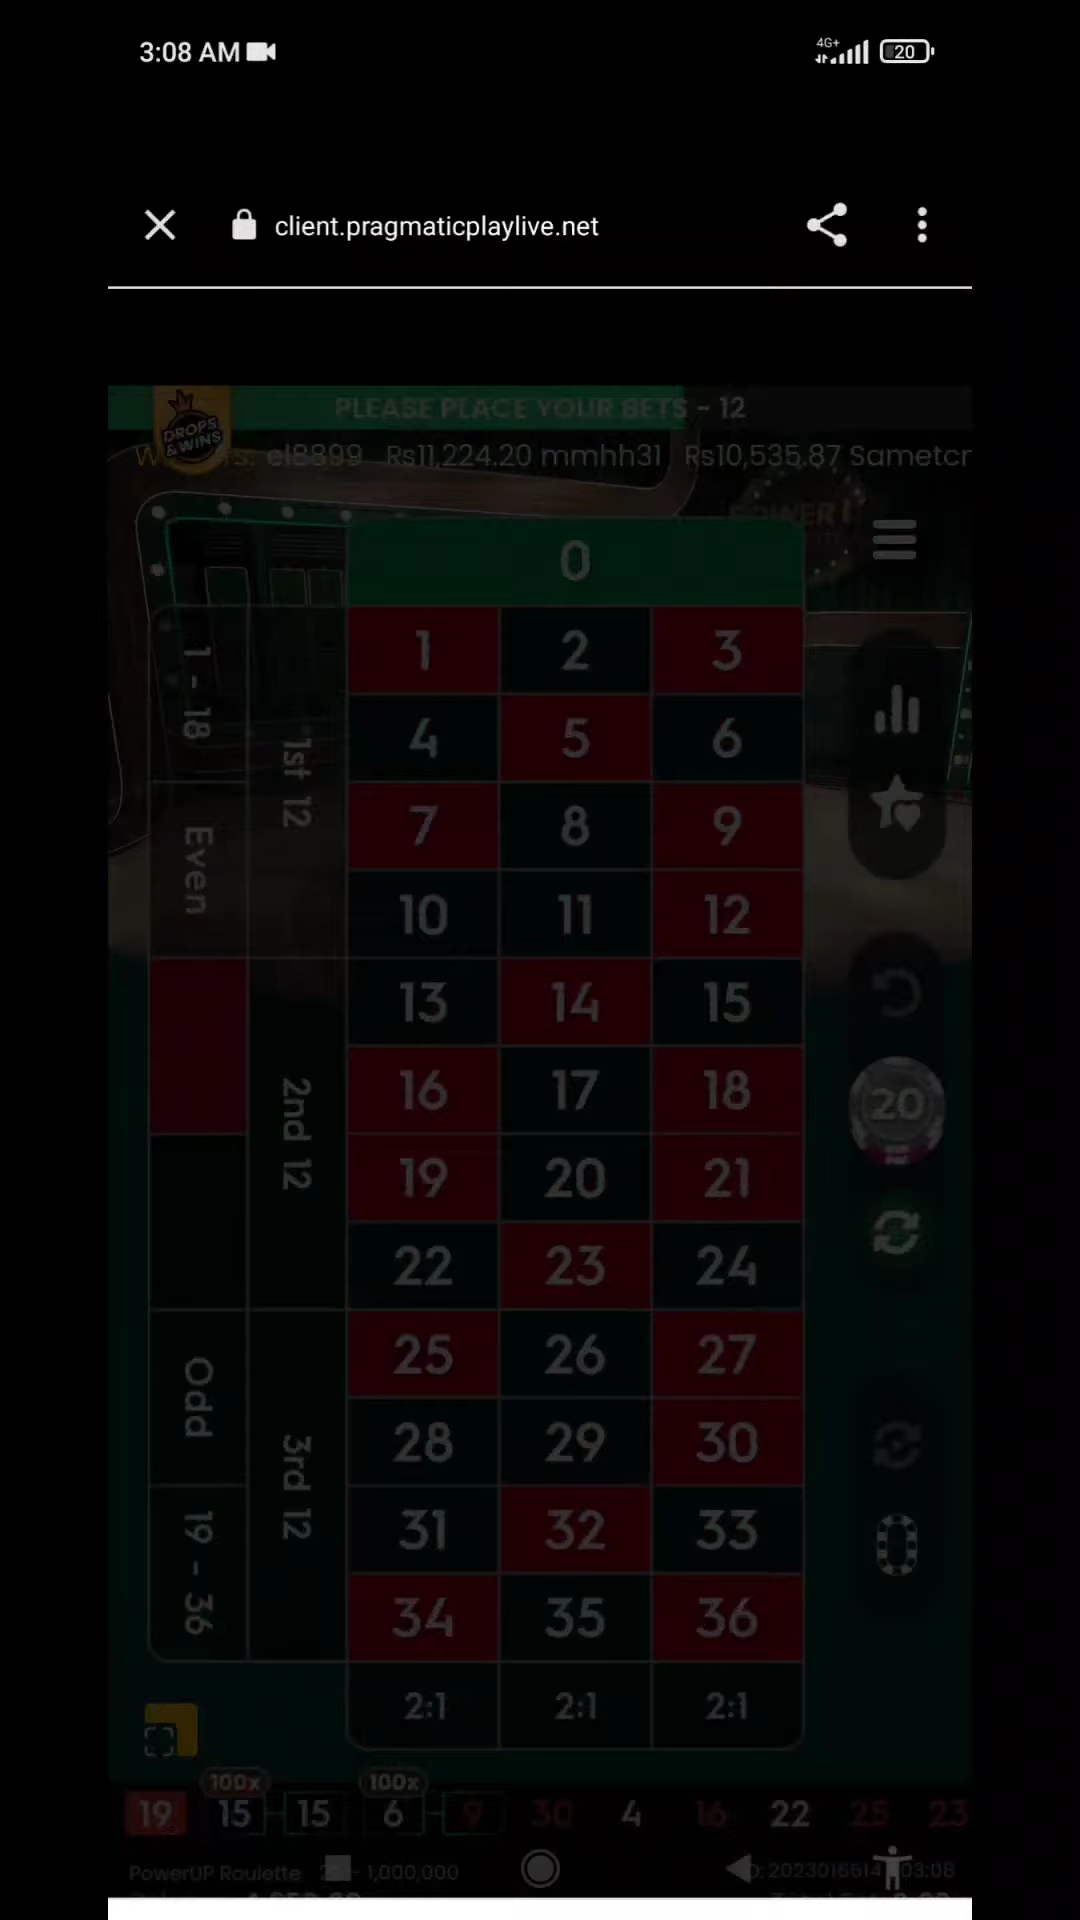 3:08 AM
4G+
20
client.pragmaticplaylive.net
PLEASE PLACE YOUR BETS - 12
DROPS & WINS
el8899 Rs11,224.20 mmhh31 Rs10,535.87 Sametcr
POWER
0
1 2 3
4 5 6
7 8 9
10 11 12
13 14 15
16 17 18
19 20 21
22 23 24
25 26 27
28 29 30
31 32 33
34 35 36
2:1 2:1 2:1
1 - 18
Even
Odd
19 - 36
1st 12
2nd 12
3rd 12
20
100x 100x
19 15 15 6 9 30 4 16 22 25 23
PowerUP Roulette - 1,000,000
03:08